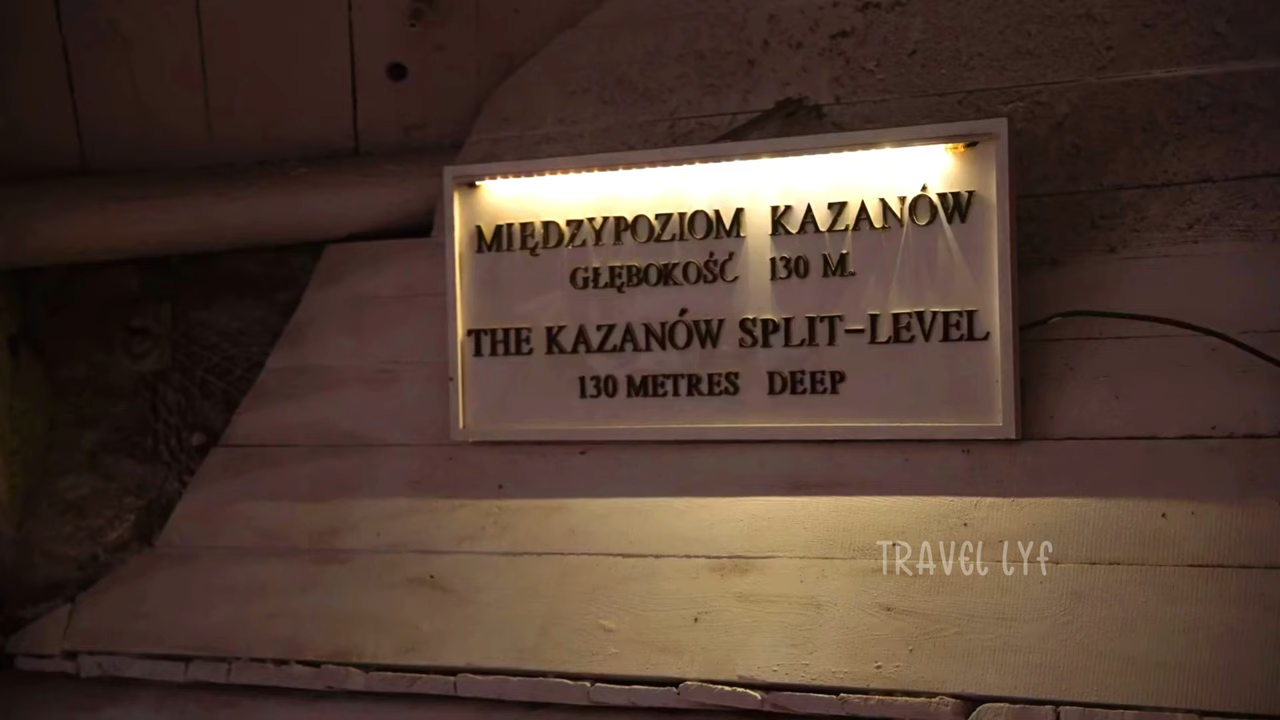 MIĘDZYPOZIOM KAZANÓW
GŁĘBOKOŚĆ 130 M.
THE KAZANÓW SPLIT-LEVEL
130 METRES DEEP
TRAVEL LYF